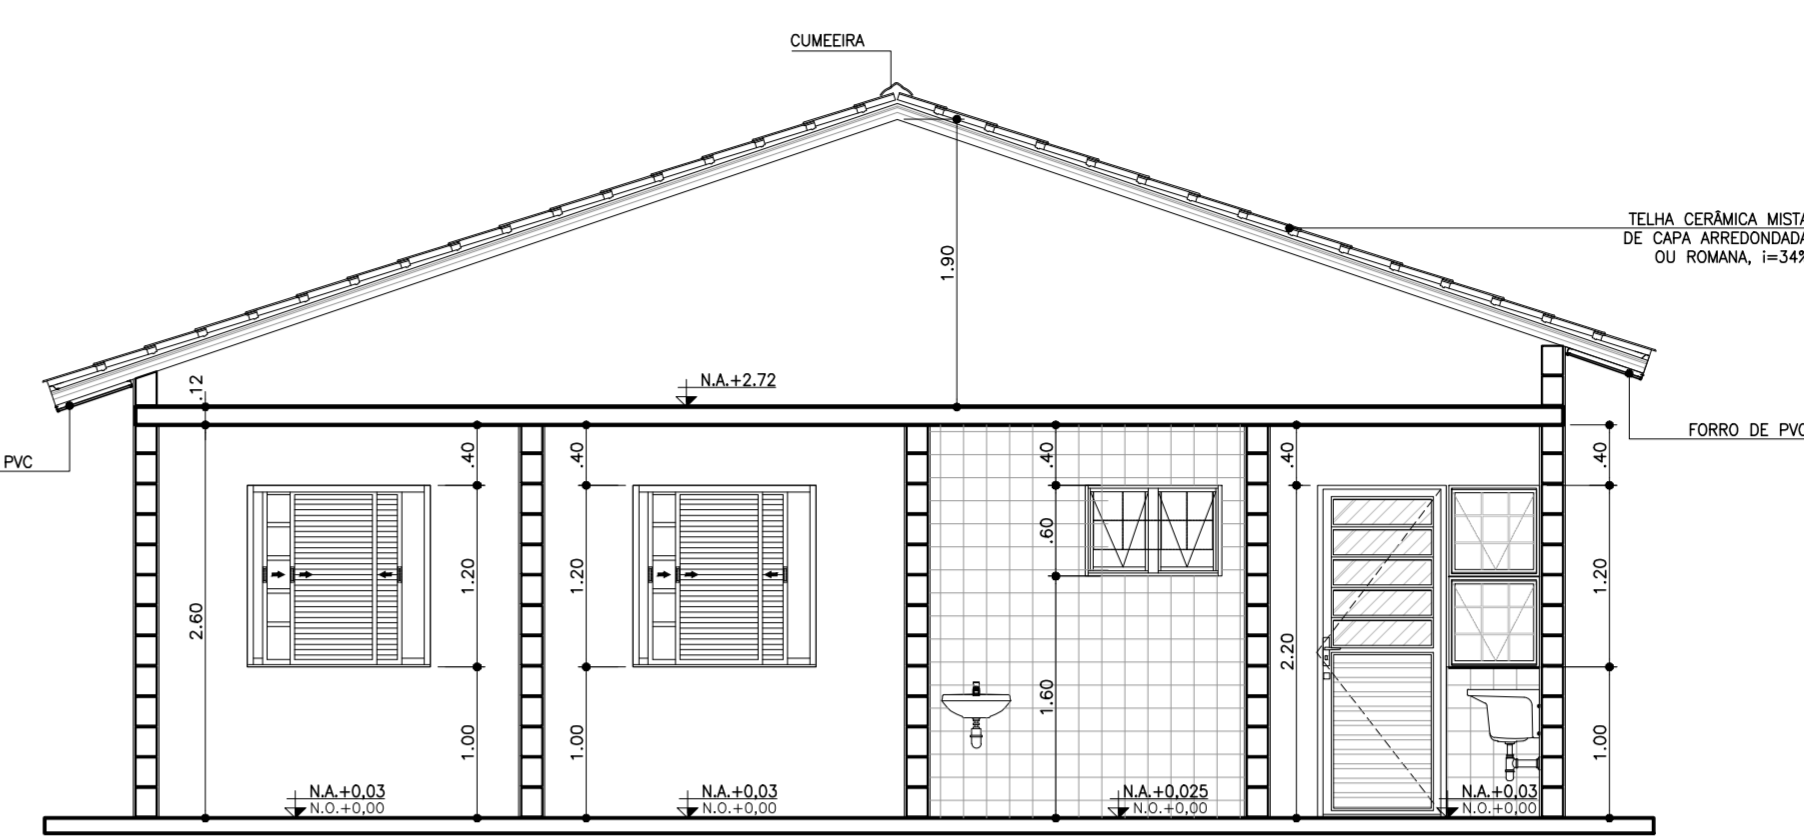 CUMEEIRA
TELHA CERÂMICA MISTA
DE CAPA ARREDONDADA
OU ROMANA, i=34%
1.90
.12
N.A.+2.72
PVC
FORRO DE PVC
.40
.40
.40
.40
.40
.60
1.20
1.20
1.20
2.60
2.20
1.60
1.00
1.00
1.00
N.A.+0,03
N.O.+0,00
N.A.+0,03
N.O.+0,00
N.A.+0,025
N.O.+0,00
N.A.+0,03
N.O.+0,00